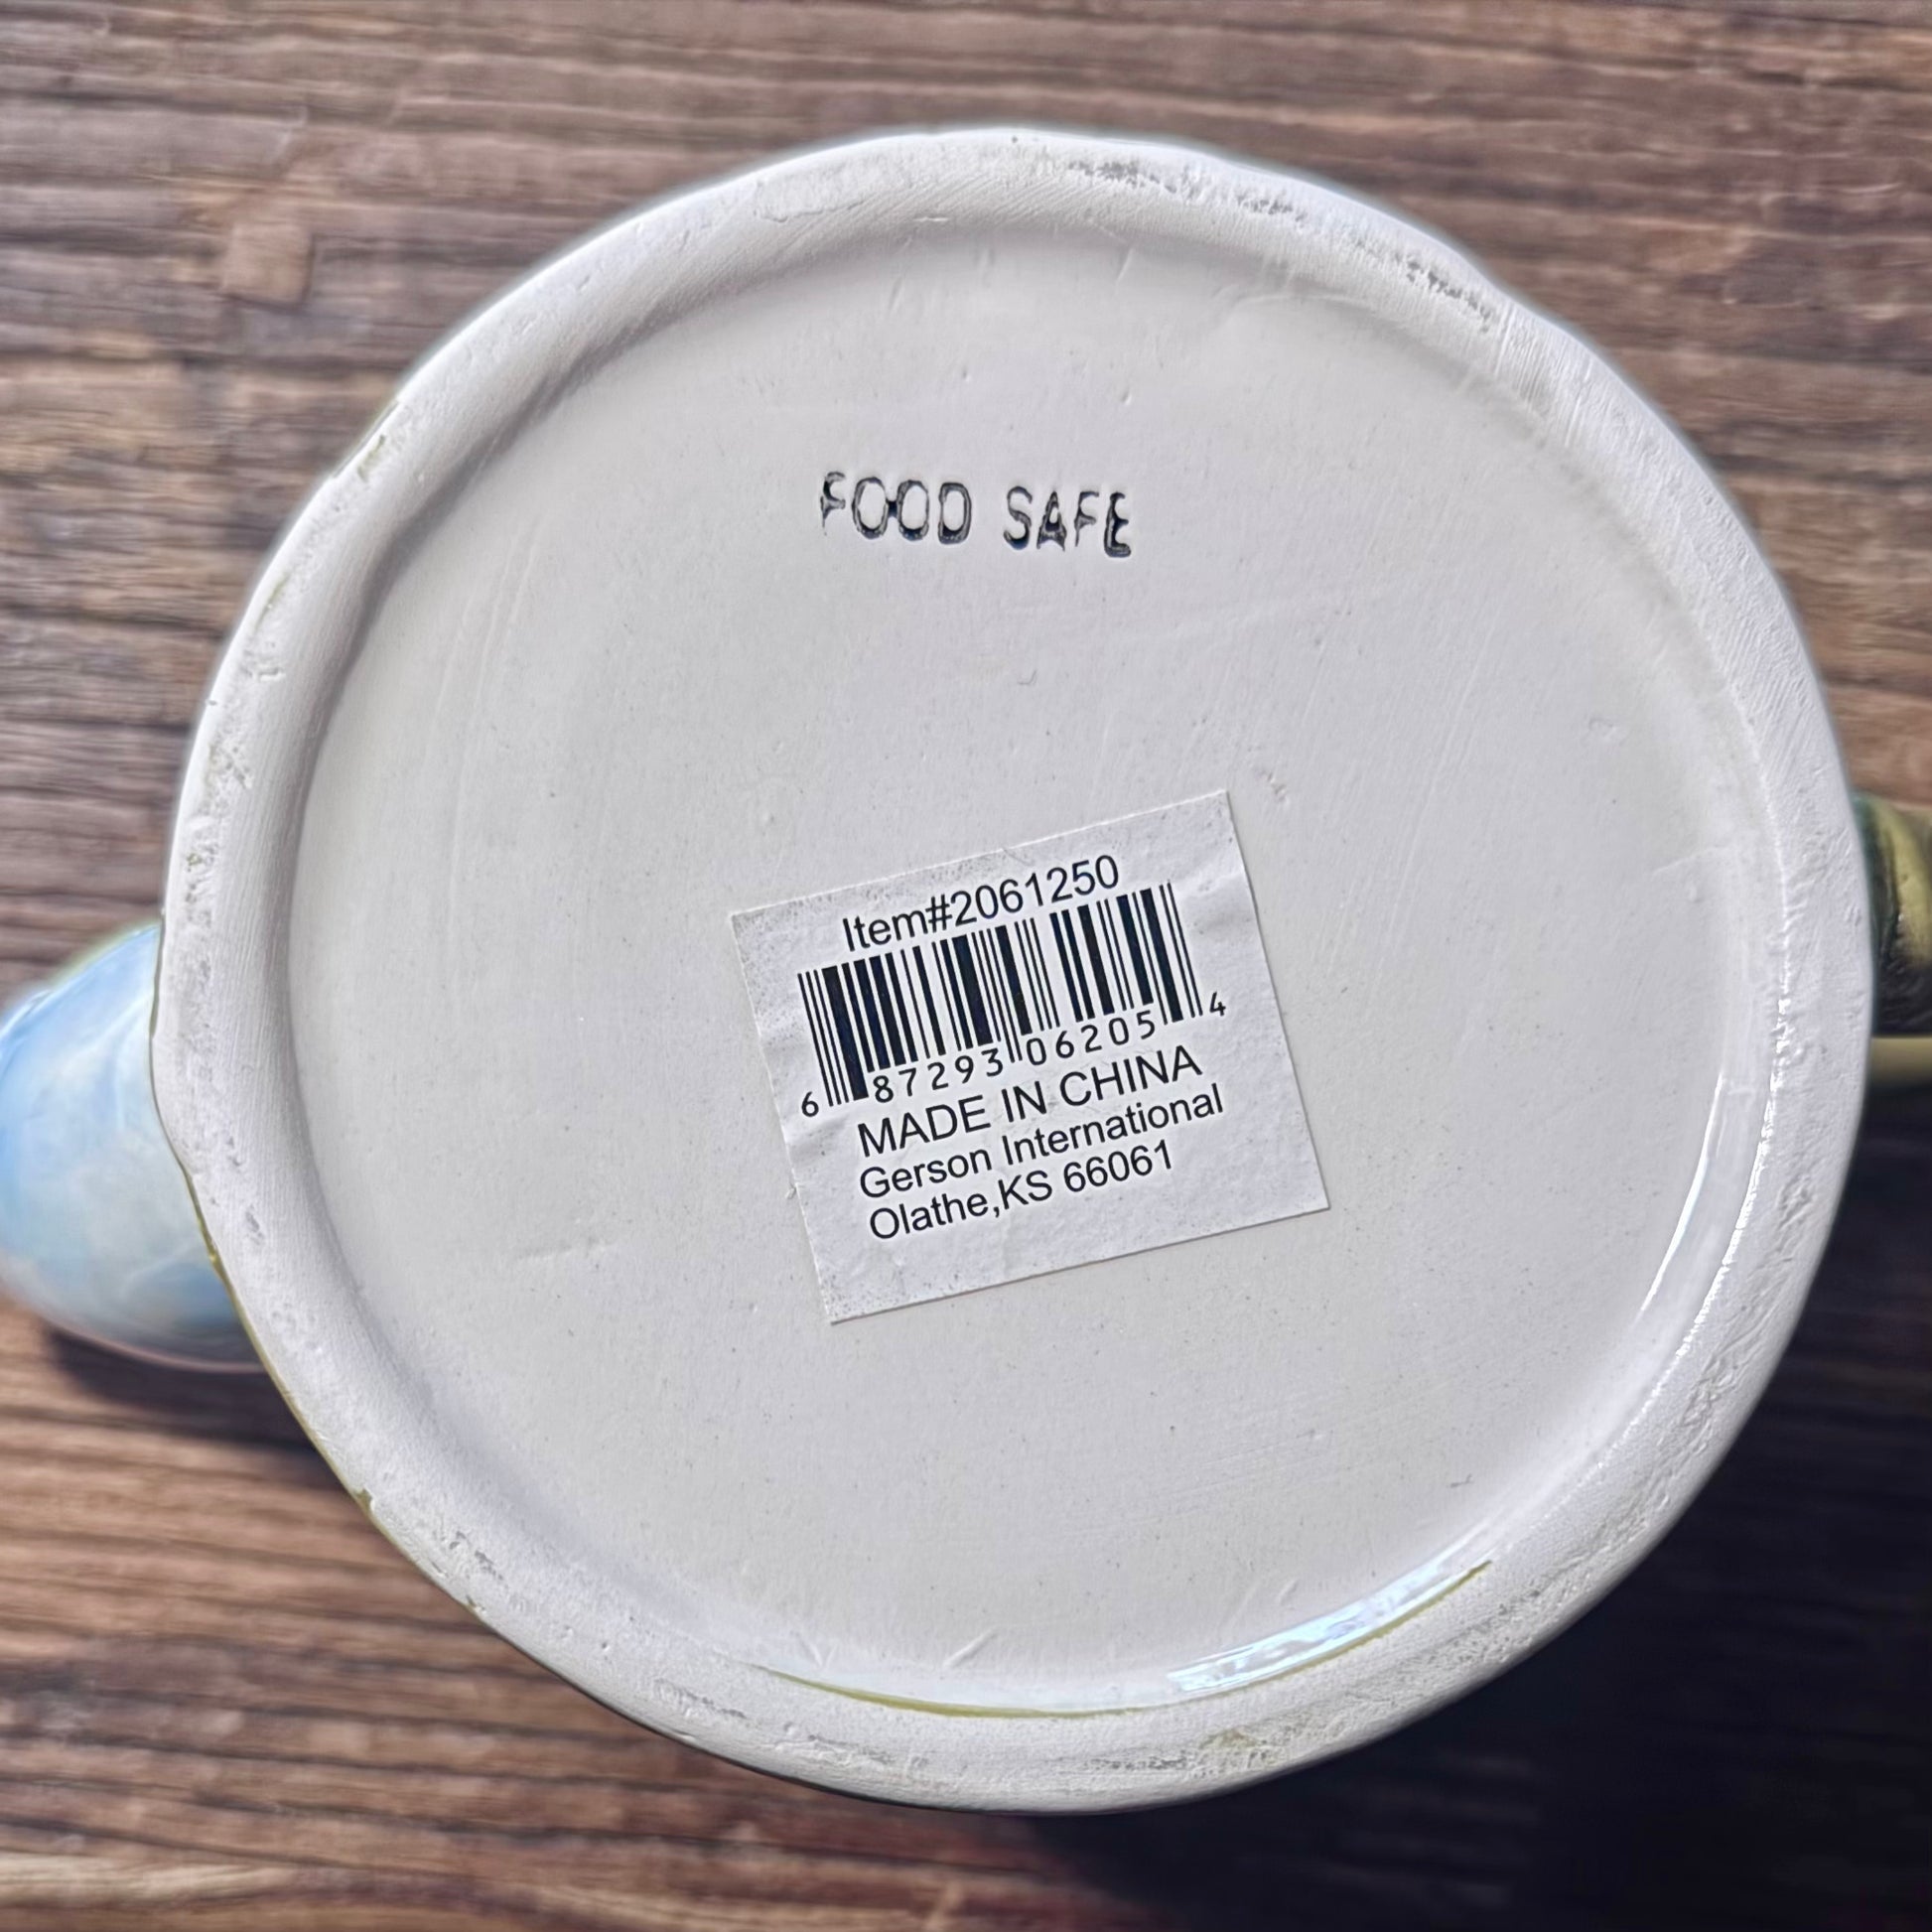 FOOD SAFE
Item#2061250
6 87293 06205 4
MADE IN CHINA
Gerson International
Olathe,KS 66061